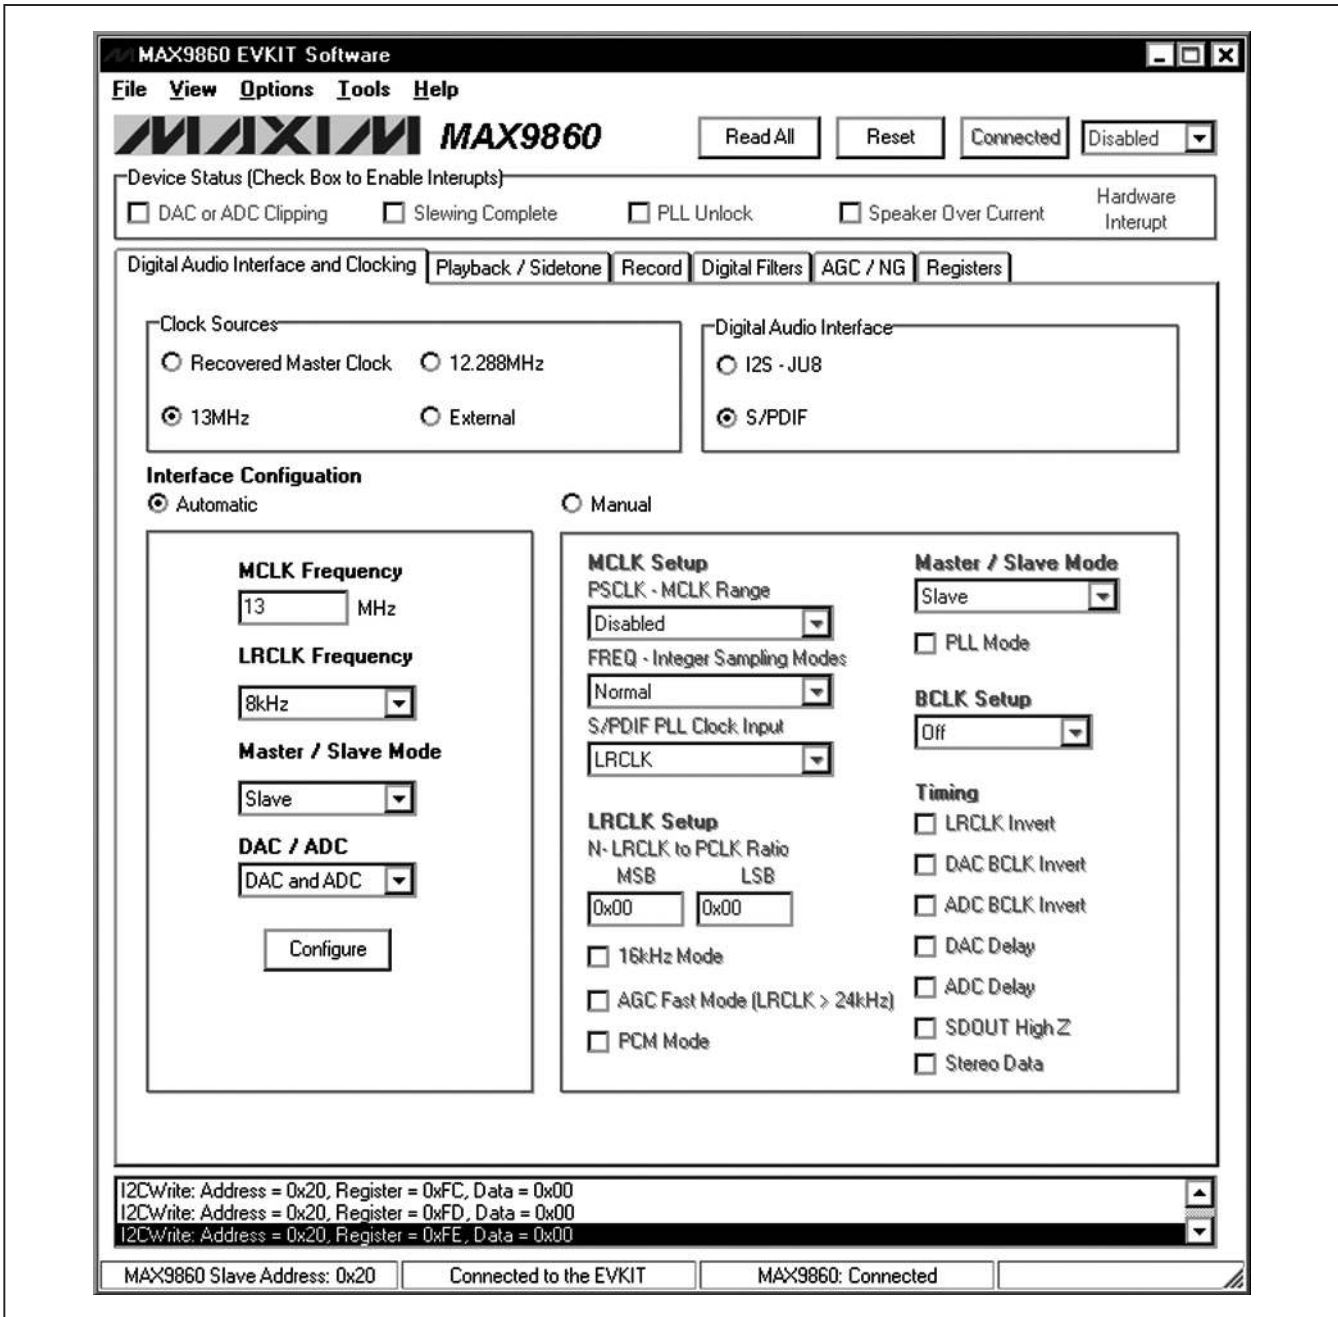 MAX9860 EVKIT Software
File View Options Tools Help
MAXIM MAX9860 Read All Reset Connected Disabled
Device Status (Check Box to Enable Interupts)
DAC or ADC Clipping Slewing Complete PLL Unlock Speaker Over Current Hardware Interupt
Digital Audio Interface and Clocking Playback / Sidetone Record Digital Filters AGC / NG Registers
Clock Sources
Recovered Master Clock 12.288MHz
13MHz External
Digital Audio Interface
I2S - JU8
S/PDIF
Interface Configuation
Automatic Manual
MCLK Frequency
13 MHz
LRCLK Frequency
8kHz
Master / Slave Mode
Slave
DAC / ADC
DAC and ADC
Configure
MCLK Setup
PSCLK - MCLK Range
Disabled
FREQ - Integer Sampling Modes
Normal
S/PDIF PLL Clock Input
LRCLK
LRCLK Setup
N- LRCLK to PCLK Ratio
MSB LSB
0x00 0x00
16kHz Mode
AGC Fast Mode (LRCLK > 24kHz)
PCM Mode
Master / Slave Mode
Slave
PLL Mode
BCLK Setup
Off
Timing
LRCLK Invert
DAC BCLK Invert
ADC BCLK Invert
DAC Delay
ADC Delay
SDOUT High Z
Stereo Data
I2CWrite: Address = 0x20, Register = 0xFC, Data = 0x00
I2CWrite: Address = 0x20, Register = 0xFD, Data = 0x00
I2CWrite: Address = 0x20, Register = 0xFE, Data = 0x00
MAX9860 Slave Address: 0x20 Connected to the EVKIT MAX9860: Connected